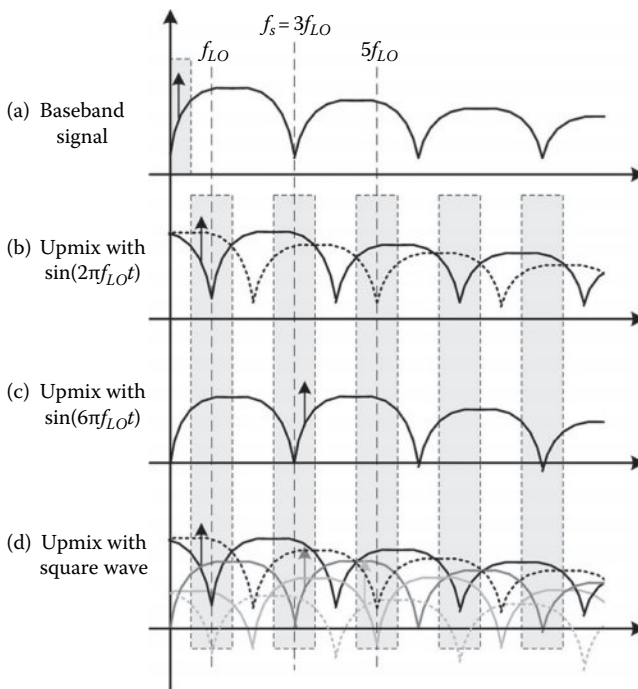 f_s = 3f_LO
f_LO
5f_LO
(a) Baseband
signal
(b) Upmix with
sin(2πf_LOt)
(c) Upmix with
sin(6πf_LOt)
(d) Upmix with
square wave